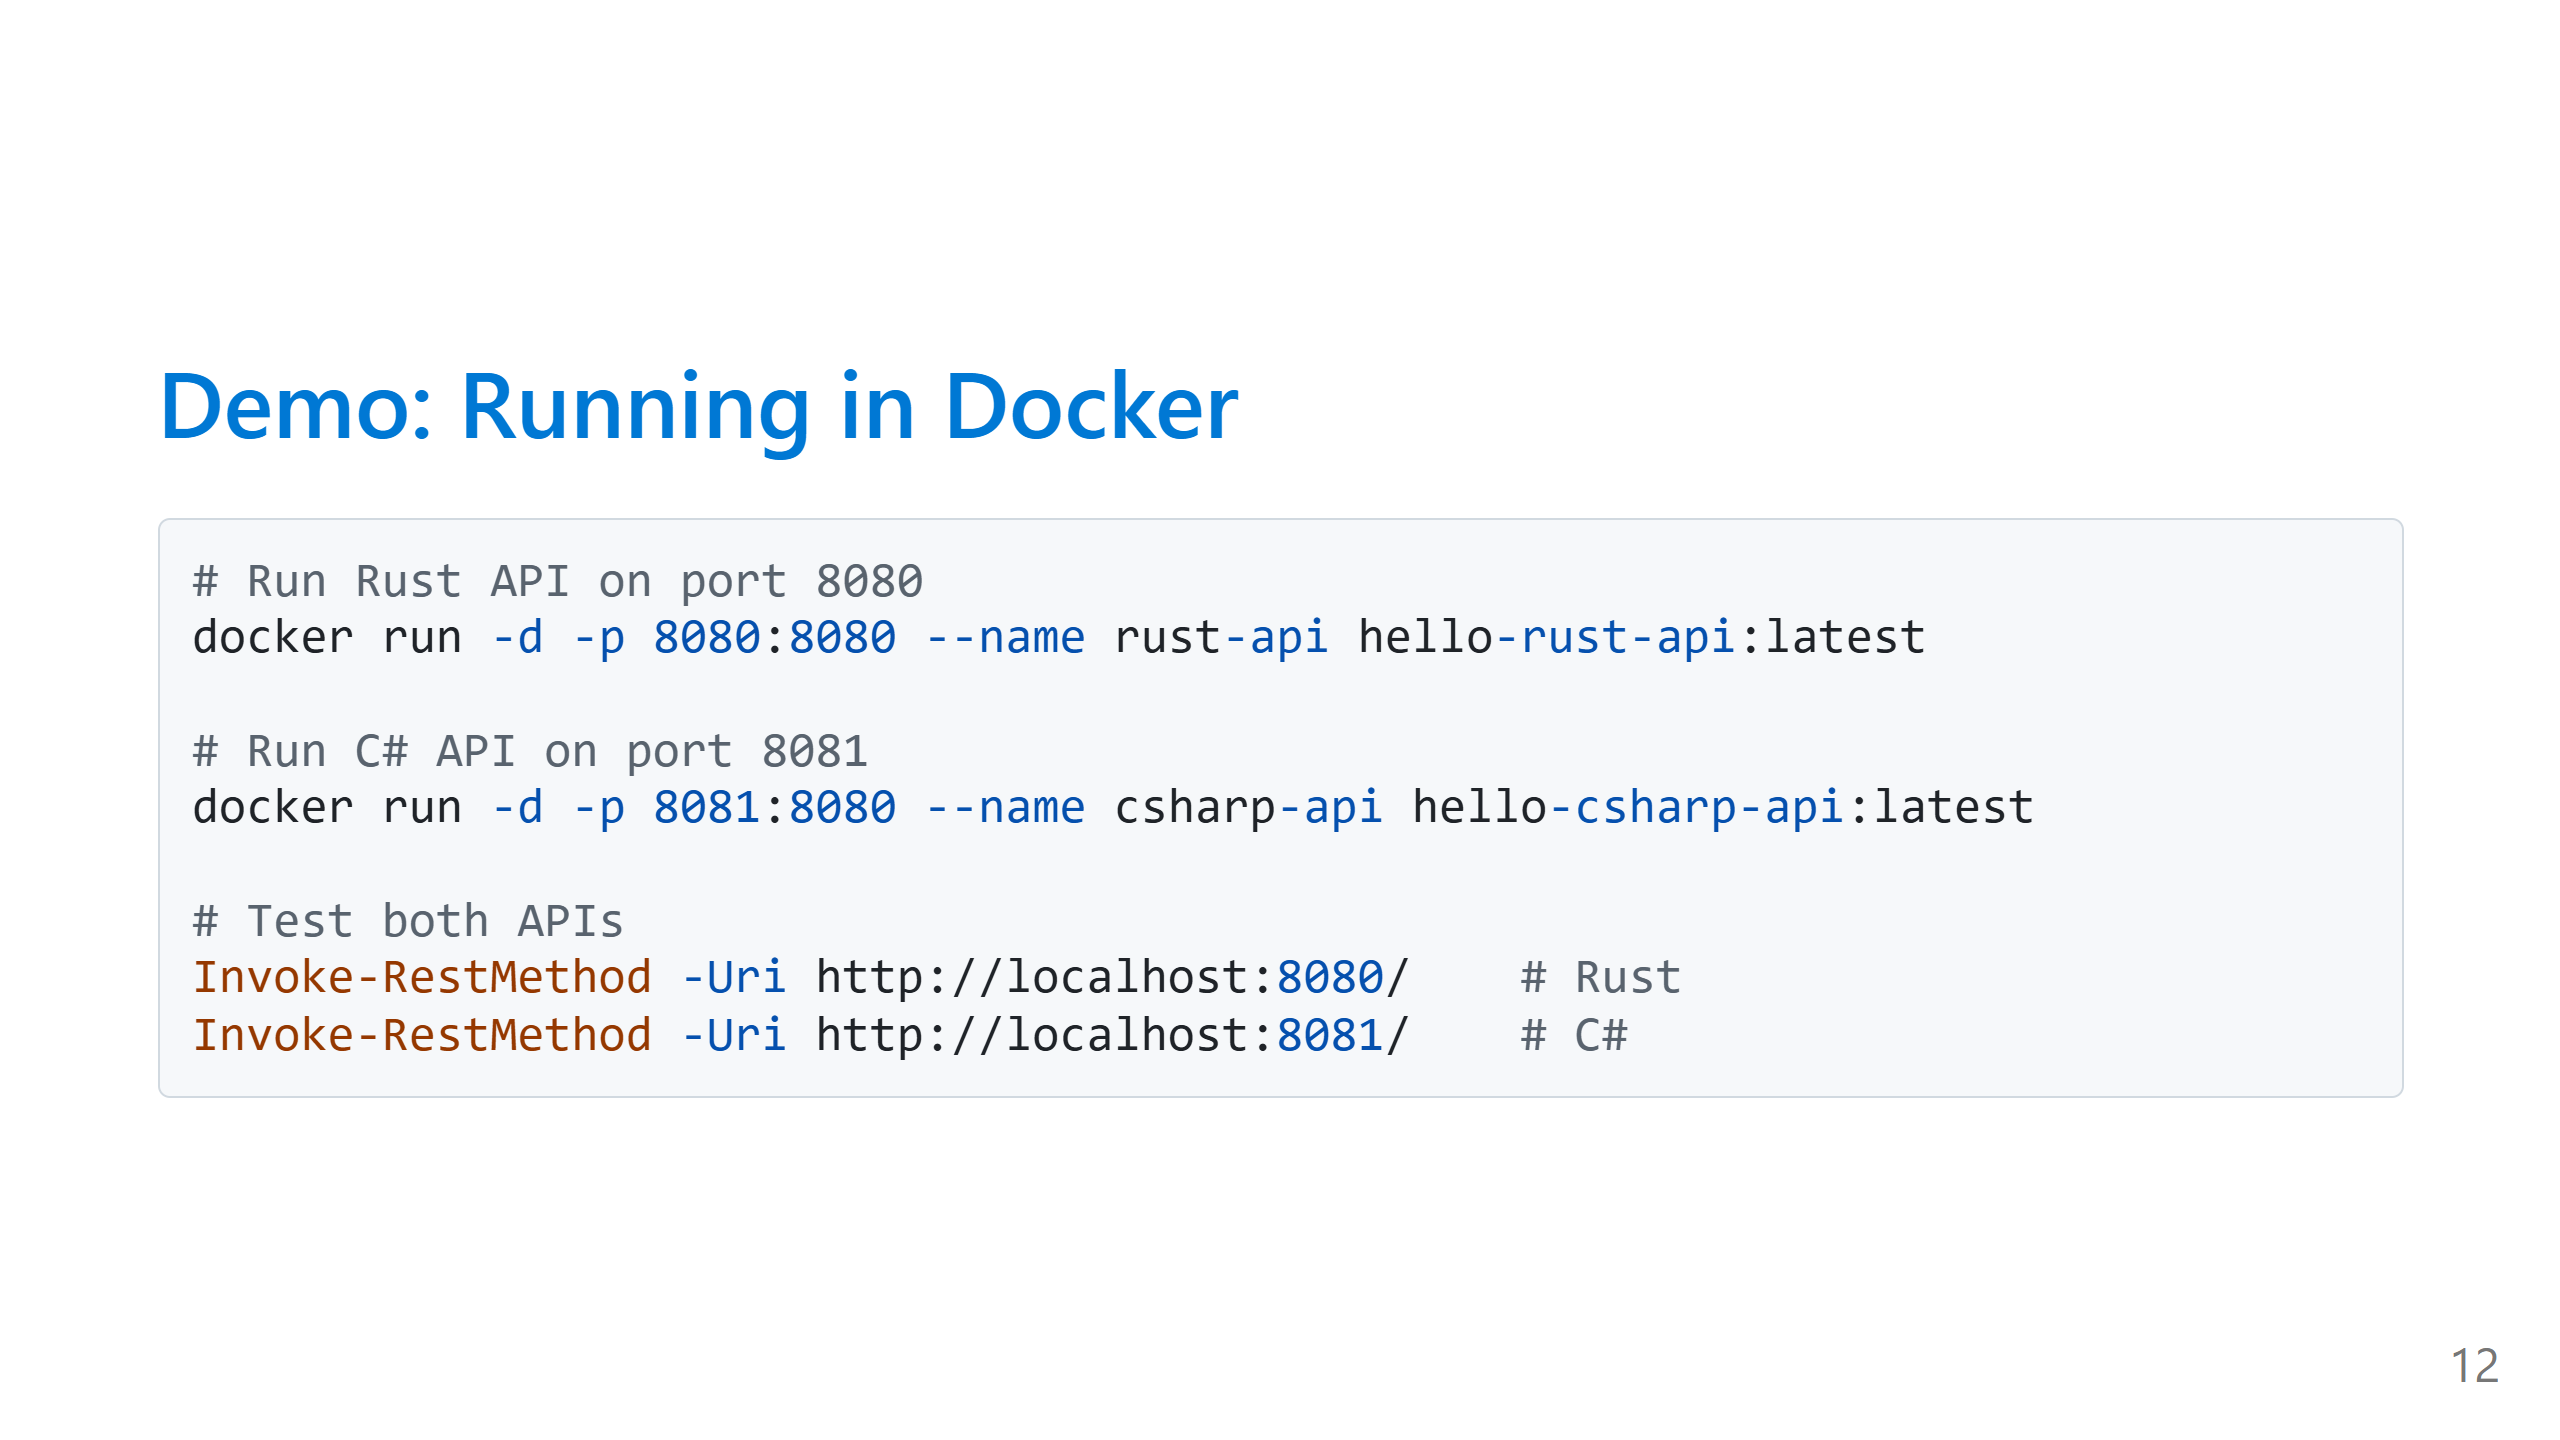 Demo: Running in Docker
# Run Rust API on port 8080
docker run -d -p 8080:8080 --name rust-api hello-rust-api:latest
# Run C# API on port 8081
docker run -d -p 8081:8080 --name csharp-api hello-csharp-api:latest
# Test both APIs
Invoke-RestMethod -Uri http://localhost:8080/    # Rust
Invoke-RestMethod -Uri http://localhost:8081/    # C#
12